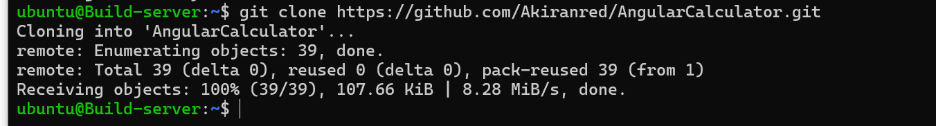 ubuntu@Build-server:~$ git clone https://github.com/Akiranred/AngularCalculator.git
Cloning into 'AngularCalculator'...
remote: Enumerating objects: 39, done.
remote: Total 39 (delta 0), reused 0 (delta 0), pack-reused 39 (from 1)
Receiving objects: 100% (39/39), 107.66 KiB | 8.28 MiB/s, done.
ubuntu@Build-server:~$